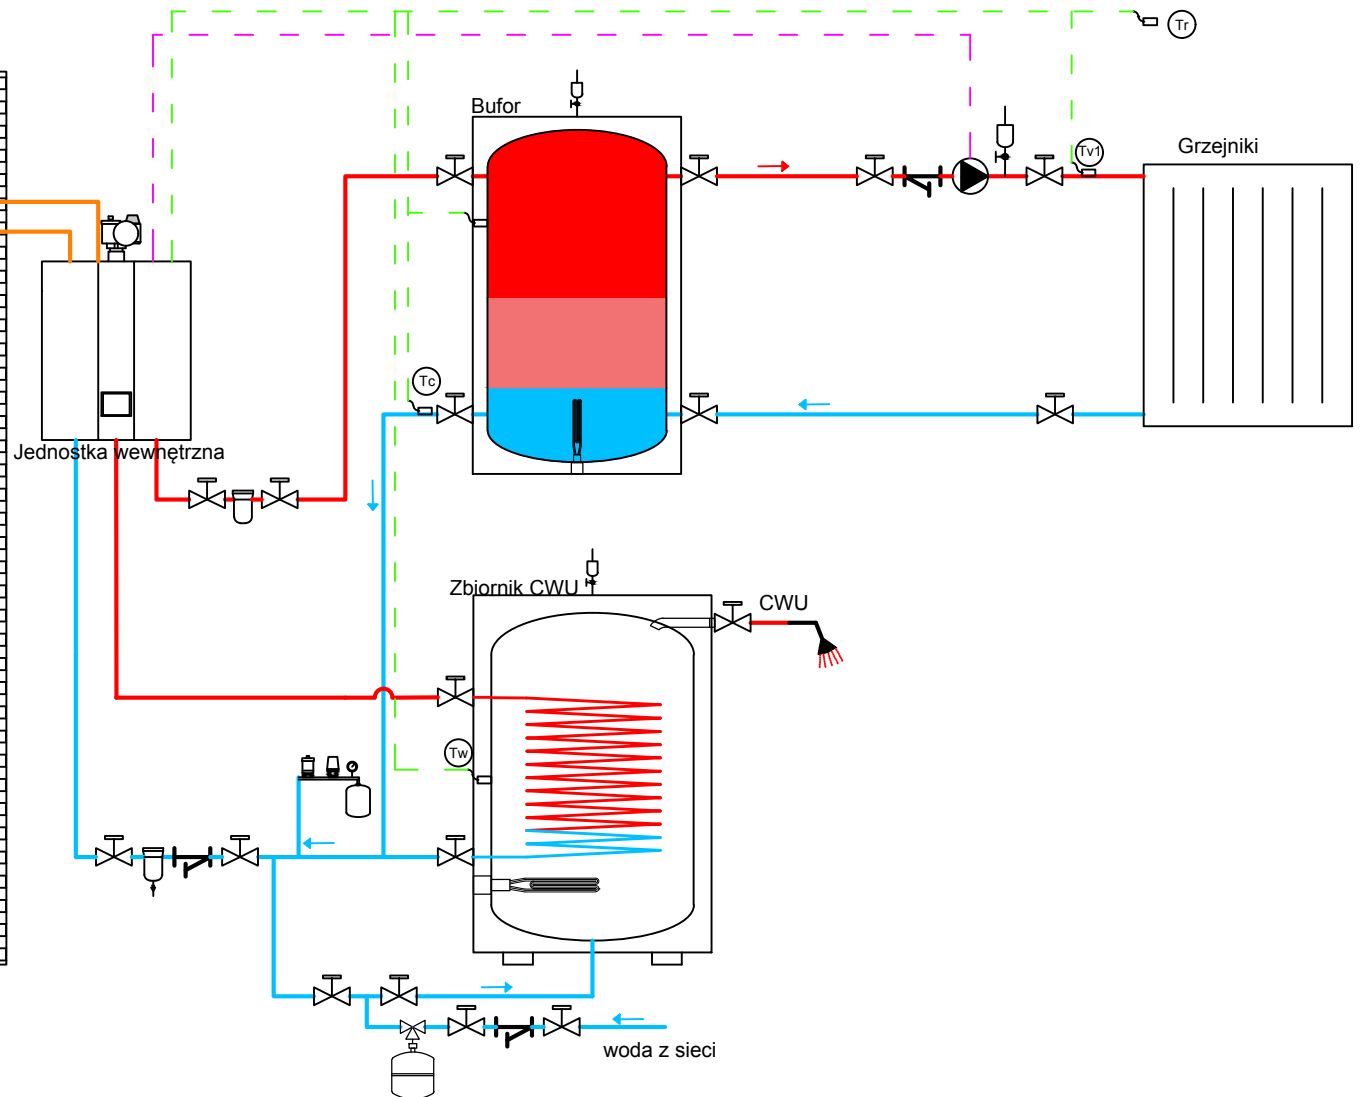 Tr
Bufor
Tv1
Grzejniki
Tc
Jednostka wewnętrzna
Zbiornik CWU
CWU
Tw
woda z sieci